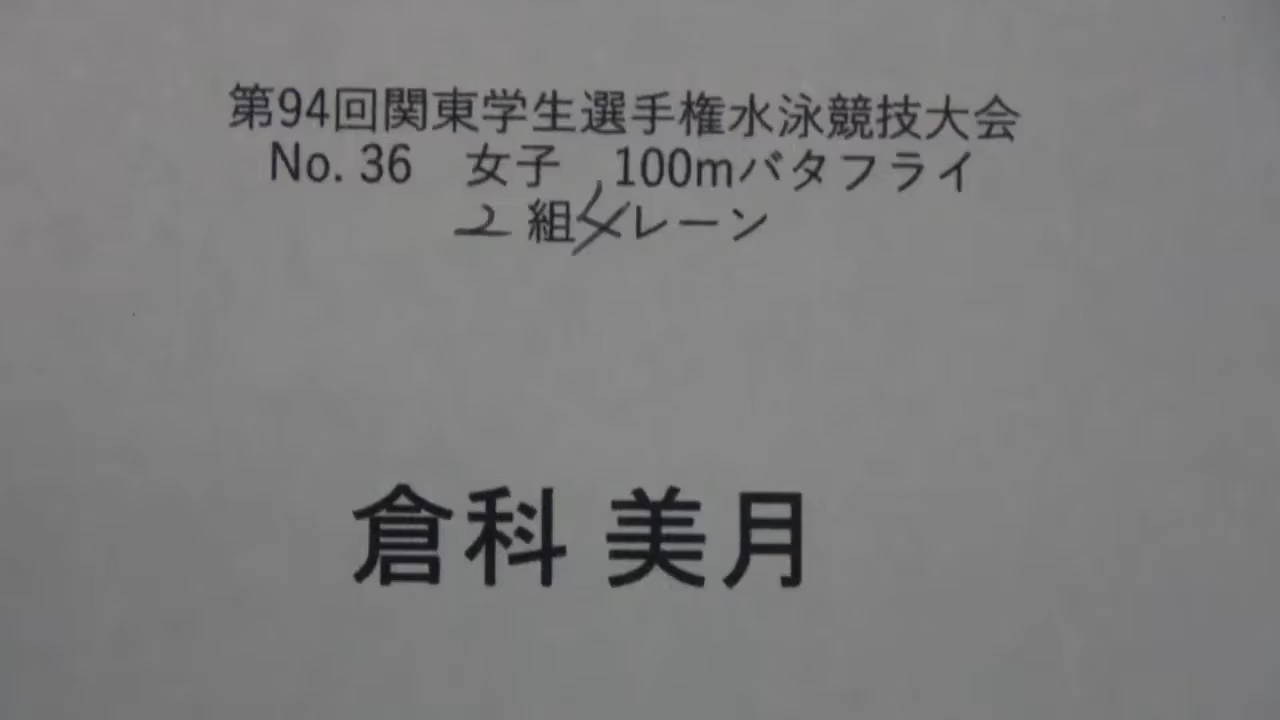 第94回関東学生選手権水泳競技大会
No. 36　女子　100mバタフライ
2 組 4 レーン
倉科 美月